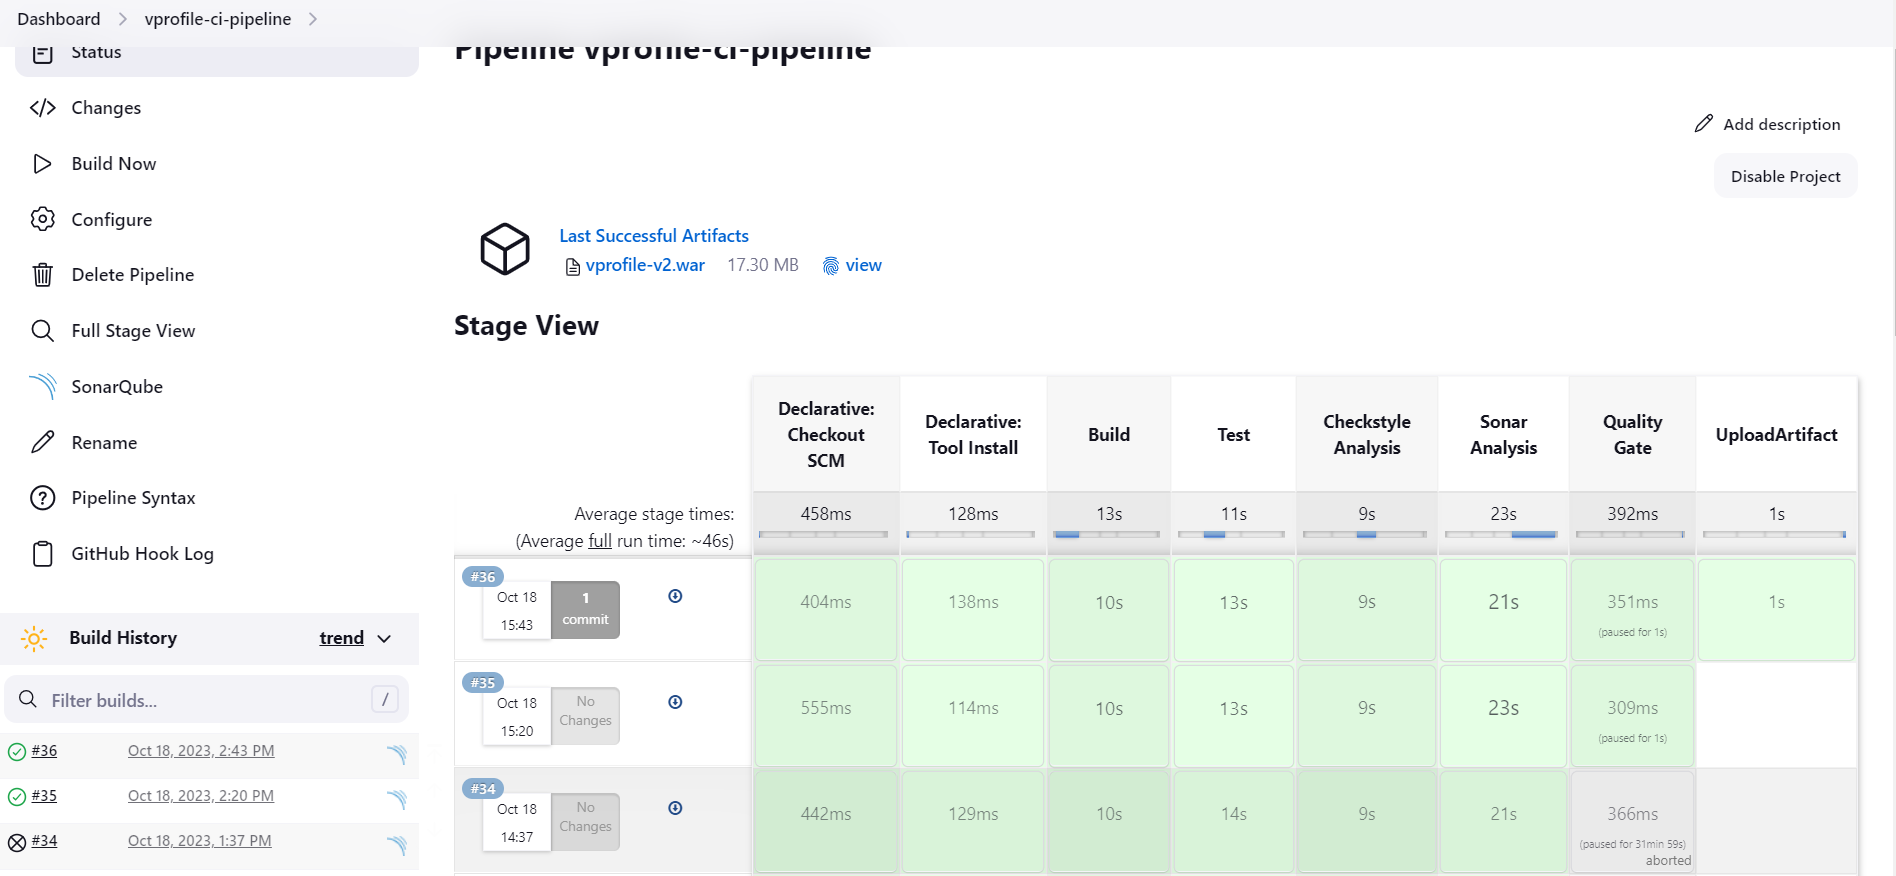 Dashboard
vprofile-ci-pipeline
Status
Changes
Build Now
Configure
Delete Pipeline
Full Stage View
SonarQube
Rename
Pipeline Syntax
GitHub Hook Log
Build History
trend
Filter builds...
/
#36
Oct 18, 2023, 2:43 PM
#35
Oct 18, 2023, 2:20 PM
#34
Oct 18, 2023, 1:37 PM
Pipeline vprofile-ci-pipeline
Add description
Disable Project
Last Successful Artifacts
vprofile-v2.war 17.30 MB view
Stage View
Declarative: Checkout SCM
Declarative: Tool Install
Build
Test
Checkstyle Analysis
Sonar Analysis
Quality Gate
UploadArtifact
Average stage times:
(Average full run time: ~46s)
458ms 128ms 13s 11s 9s 23s 392ms 1s
#36
Oct 18
15:43
1
commit
404ms 138ms 10s 13s 9s 21s 351ms 1s
(paused for 1s)
#35
Oct 18
15:20
No
Changes
555ms 114ms 10s 13s 9s 23s 309ms
(paused for 1s)
#34
Oct 18
14:37
No
Changes
442ms 129ms 10s 14s 9s 21s 366ms
(paused for 31min 59s)
aborted